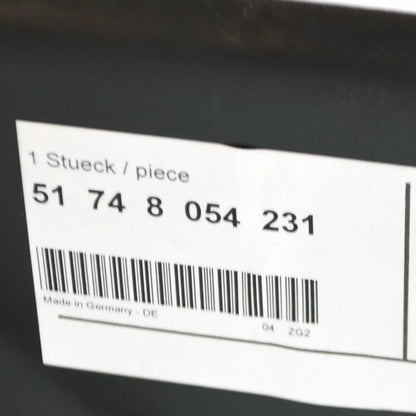 1 Stueck / piece
51 74 8 054 231
Made in Germany - DE
04 ZG2